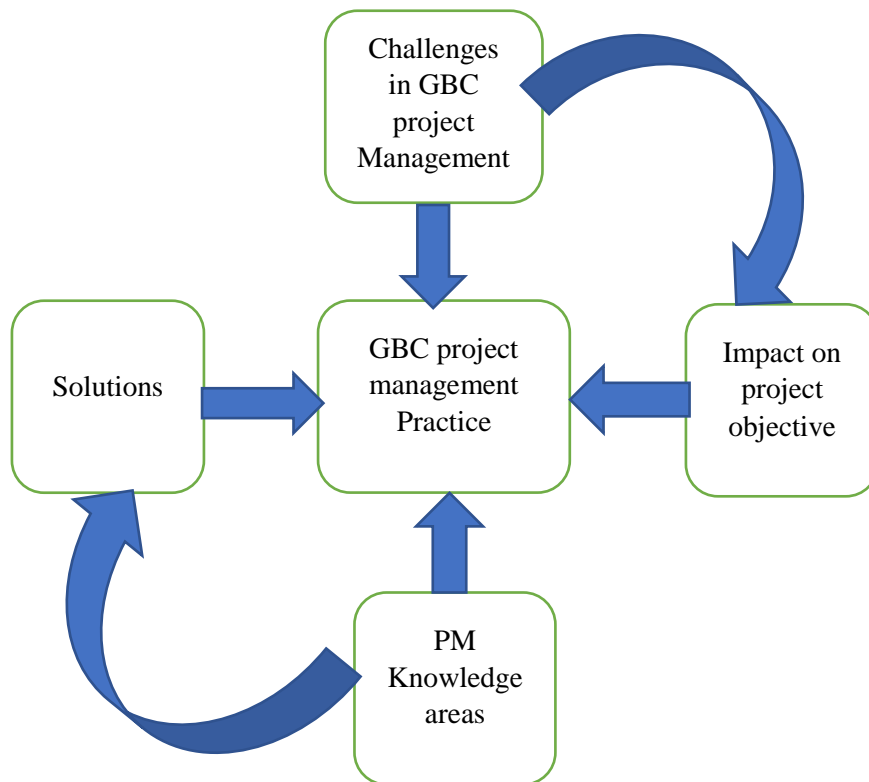 Challenges
in GBC
project
Management
Solutions
GBC project
management
Practice
Impact on
project
objective
PM
Knowledge
areas